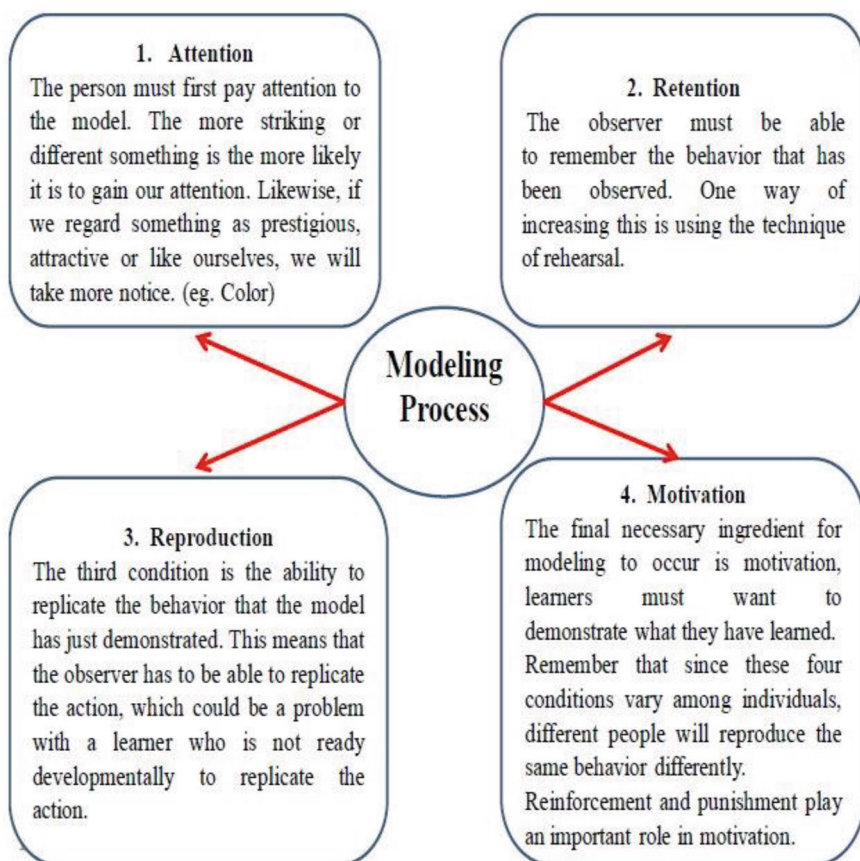 1. Attention
The person must first pay attention to
the model. The more striking or
different something is the more likely
it is to gain our attention. Likewise, if
we regard something as prestigious,
attractive or like ourselves, we will
take more notice. (eg. Color)
2. Retention
The observer must be able
to remember the behavior that has
been observed. One way of
increasing this is using the technique
of rehearsal.
Modeling
Process
3. Reproduction
The third condition is the ability to
replicate the behavior that the model
has just demonstrated. This means that
the observer has to be able to replicate
the action, which could be a problem
with a learner who is not ready
developmentally to replicate the
action.
4. Motivation
The final necessary ingredient for
modeling to occur is motivation,
learners must want to
demonstrate what they have learned.
Remember that since these four
conditions vary among individuals,
different people will reproduce the
same behavior differently.
Reinforcement and punishment play
an important role in motivation.